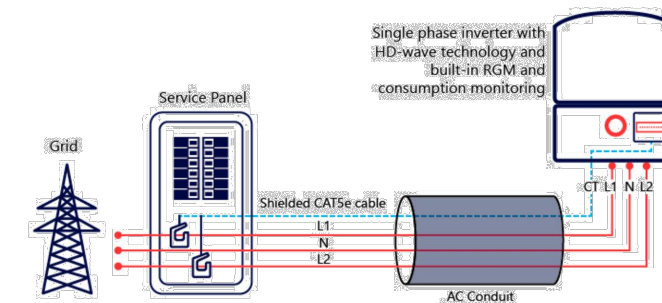 Single phase inverter with
HD-wave technology and
built-in RGM and
consumption monitoring
Service Panel
Grid
CT L1 N L2
Shielded CAT5e cable
L1
N
L2
AC Conduit